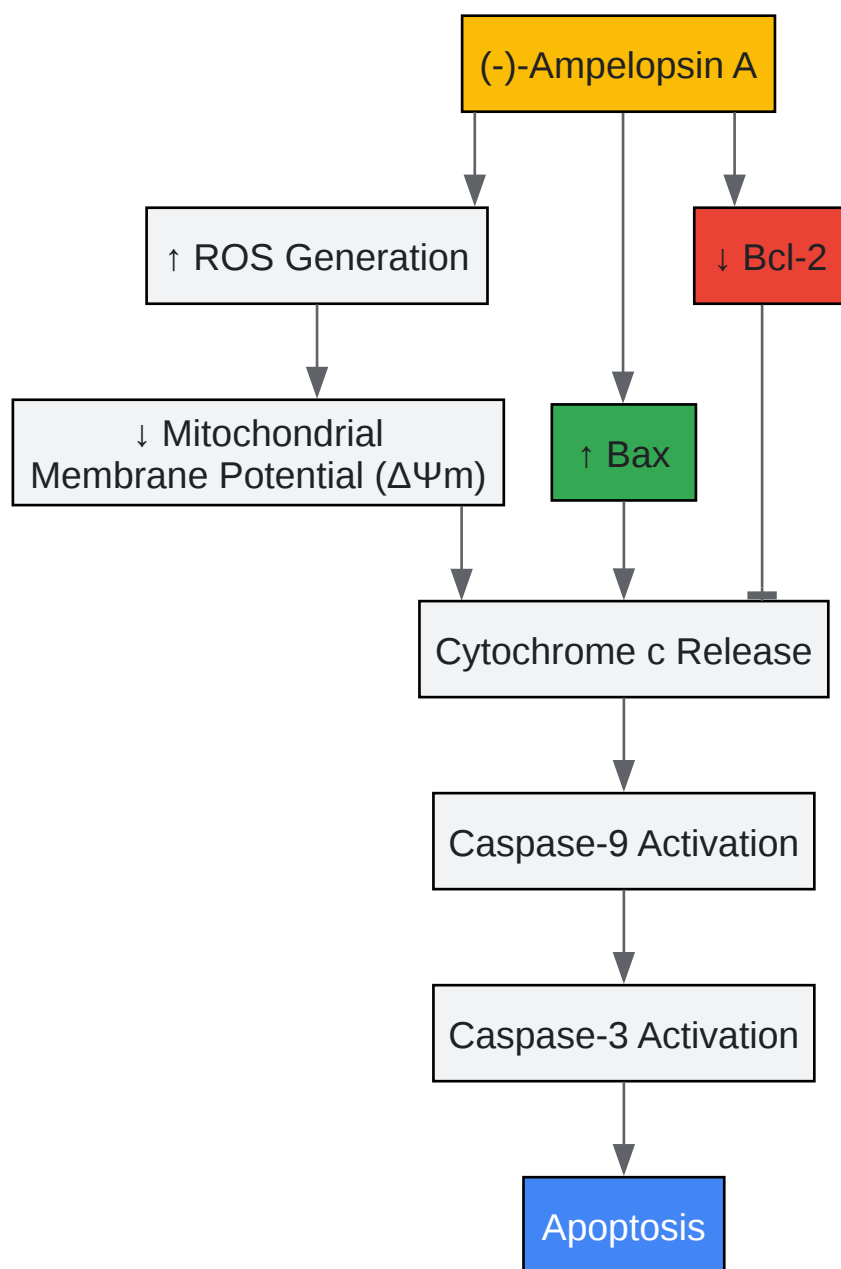 (-)-Ampelopsin A
↑ ROS Generation
↓ Bcl-2
↓ Mitochondrial
Membrane Potential (ΔΨm)
↑ Bax
Cytochrome c Release
Caspase-9 Activation
Caspase-3 Activation
Apoptosis